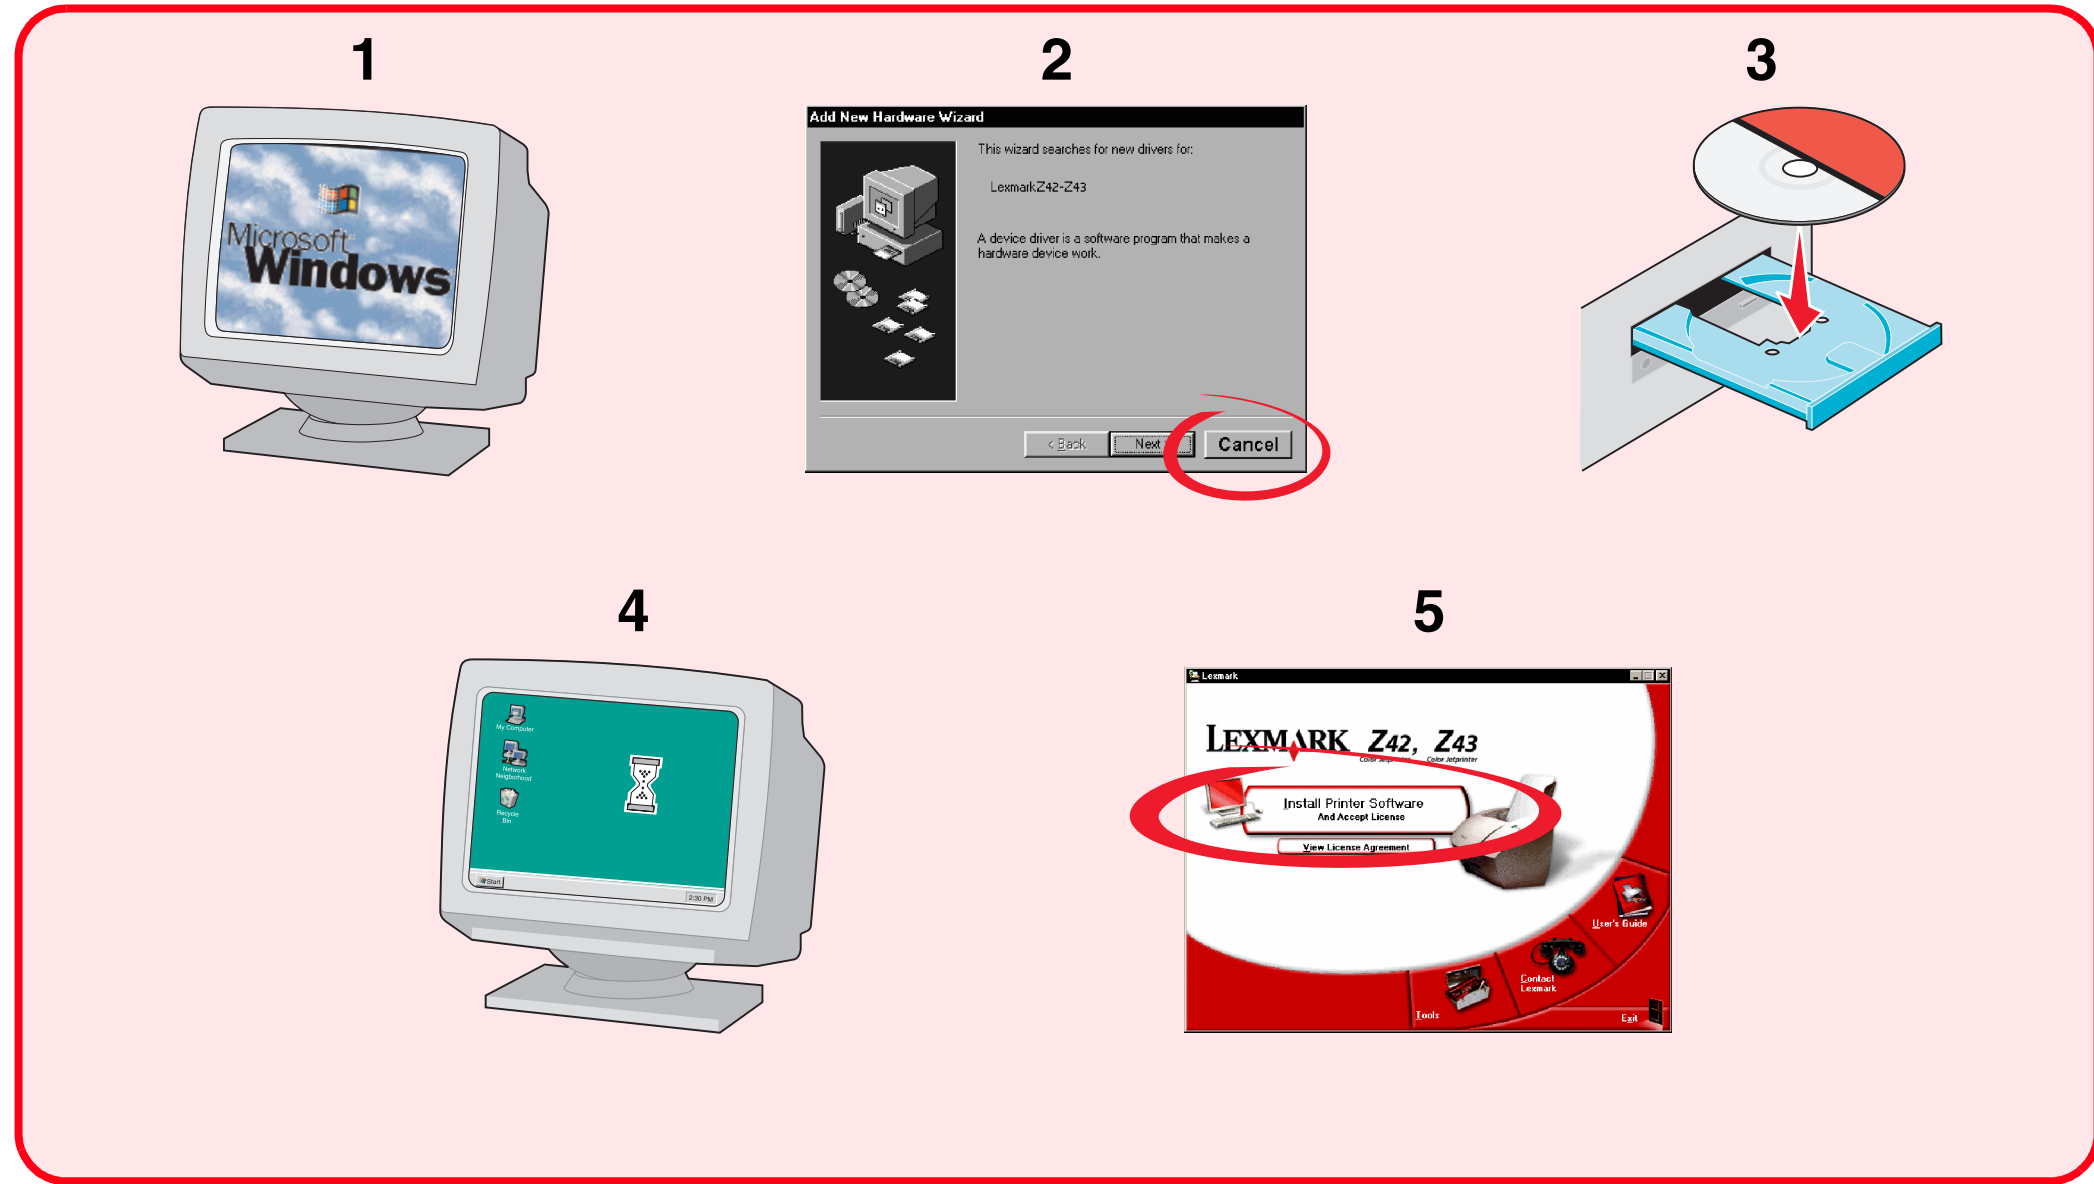 1
Microsoft
Windows
2
Add New Hardware Wizard
This wizard searches for new drivers for:
LexmarkZ42-Z43
A device driver is a software program that makes a
hardware device work.
< Back
Next
Cancel
3
4
My Computer
Network
Neigborhood
Recycle
Bin
Start
2:30 PM
5
Lexmark
LEXMARK Z42, Z43
Color Jetprinter Color Jetprinter
Install Printer Software
And Accept License
View License Agreement
User's Guide
Contact
Lexmark
Tools
Exit